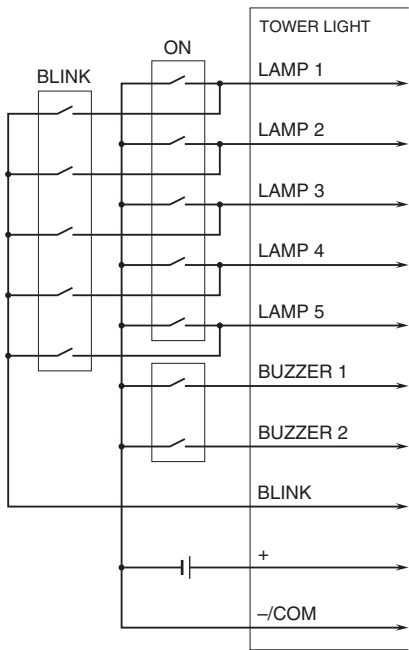 TOWER LIGHT
ON
BLINK
LAMP 1
LAMP 2
LAMP 3
LAMP 4
LAMP 5
BUZZER 1
BUZZER 2
BLINK
+
–/COM